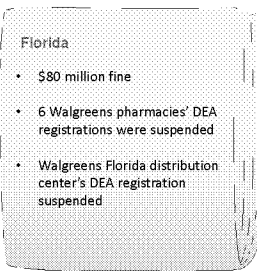 Florida
• $80 million fine
• 6 Walgreens pharmacies’ DEA
registrations were suspended
• Walgreens Florida distribution
center’s DEA registration
suspended